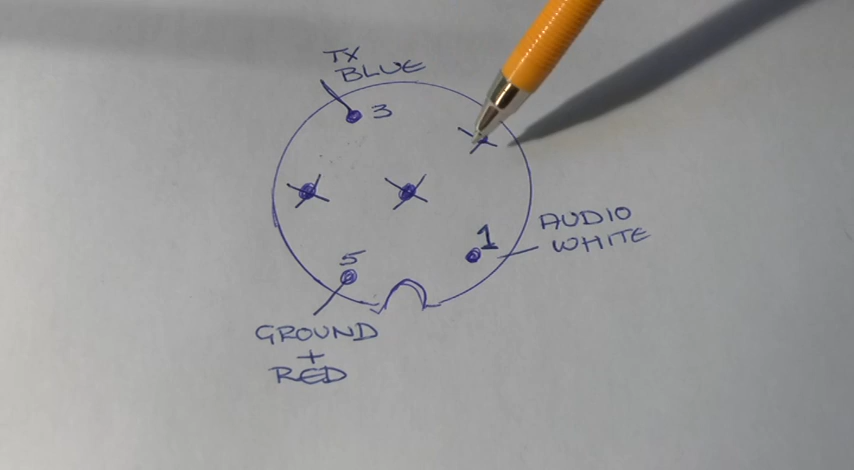 TX
BLUE
3
1
AUDIO
WHITE
5
GROUND
+
RED